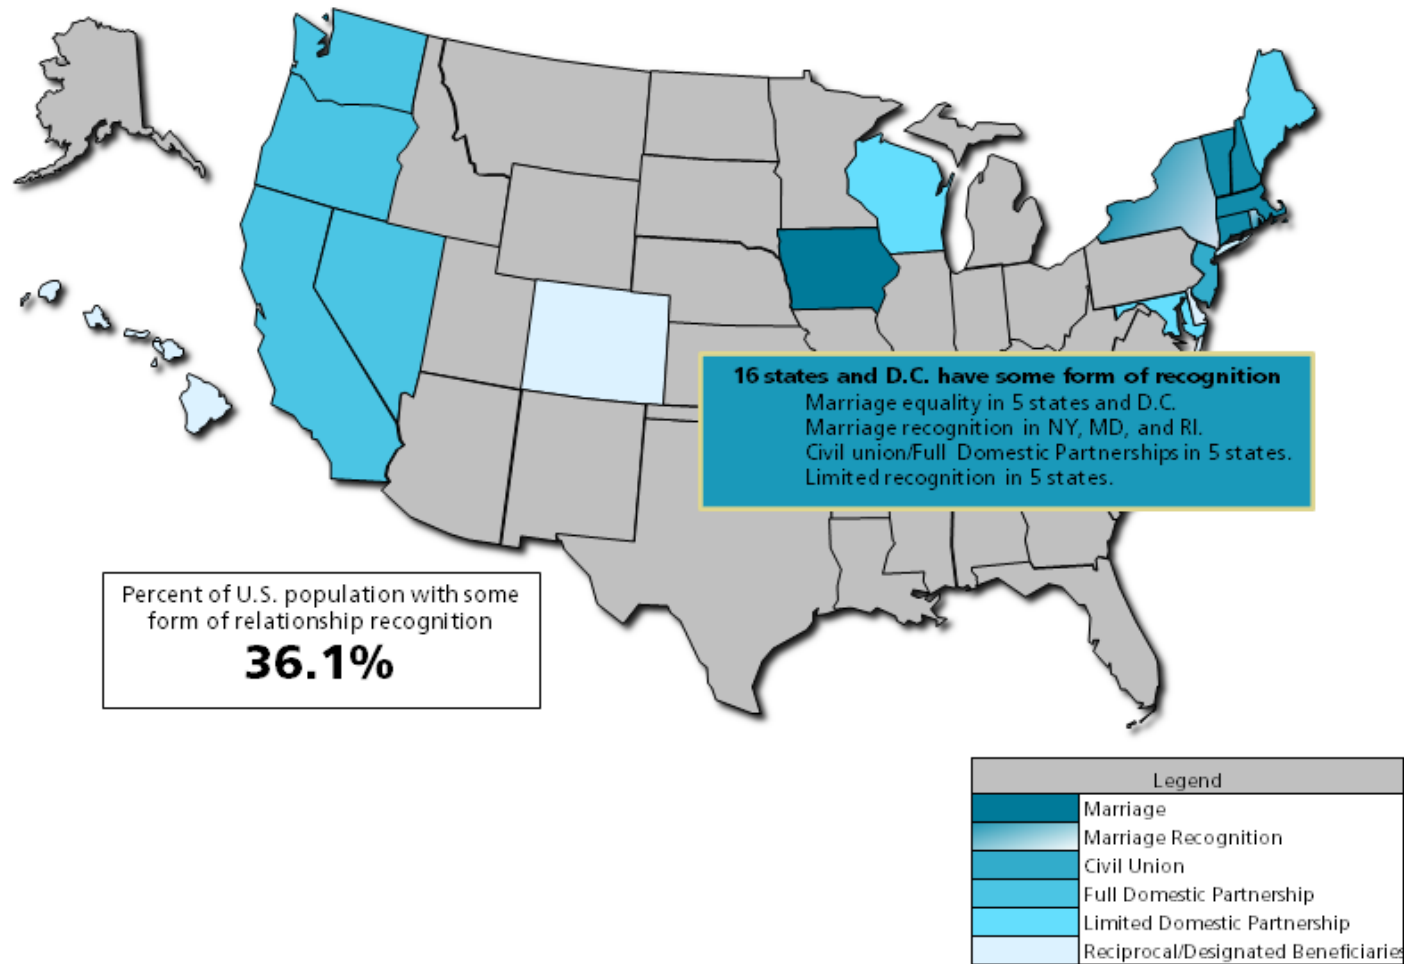 16 states and D.C. have some form of recognition
Marriage equality in 5 states and D.C.
Marriage recognition in NY, MD, and RI.
Civil union/Full Domestic Partnerships in 5 states.
Limited recognition in 5 states.
Percent of U.S. population with some
form of relationship recognition
36.1%
Legend
Marriage
Marriage Recognition
Civil Union
Full Domestic Partnership
Limited Domestic Partnership
Reciprocal/Designated Beneficiaries